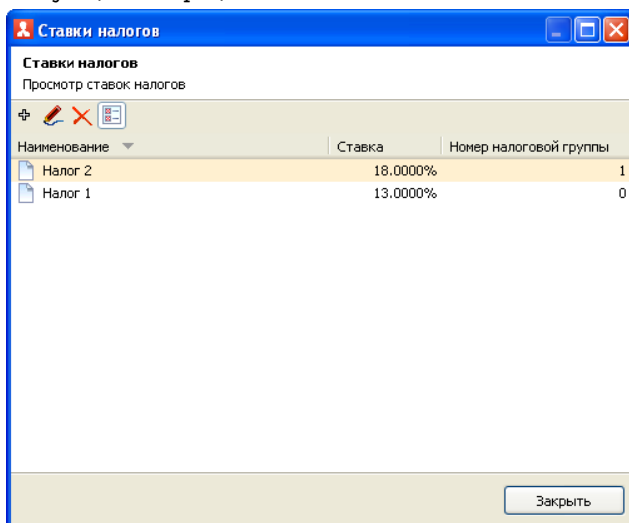 Ставки налогов
Ставки налогов
Просмотр ставок налогов
Наименование Ставка Номер налоговой группы
Налог 2 18.0000% 1
Налог 1 13.0000% 0
Закрыть